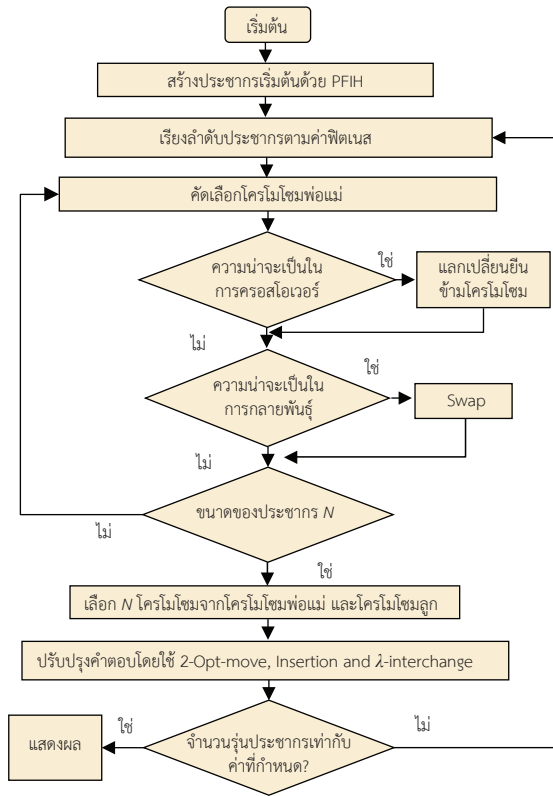 เริ่มต้น
สร้างประชากรเริ่มต้นด้วย PFIH
เรียงลำดับประชากรตามค่าฟิตเนส
คัดเลือกโครโมโซมพ่อแม่
ความน่าจะเป็นใน
การครอสโอเวอร์
ใช่
แลกเปลี่ยนยีน
ข้ามโครโมโซม
ไม่
ความน่าจะเป็นใน
การกลายพันธุ์
ใช่
Swap
ไม่
ขนาดของประชากร N
ไม่
ใช่
เลือก N โครโมโซมจากโครโมโซมพ่อแม่ และโครโมโซมลูก
ปรับปรุงคำตอบโดยใช้ 2-Opt-move, Insertion and λ-interchange
แสดงผล
ใช่
จำนวนรุ่นประชากรเท่ากับ
ค่าที่กำหนด?
ไม่